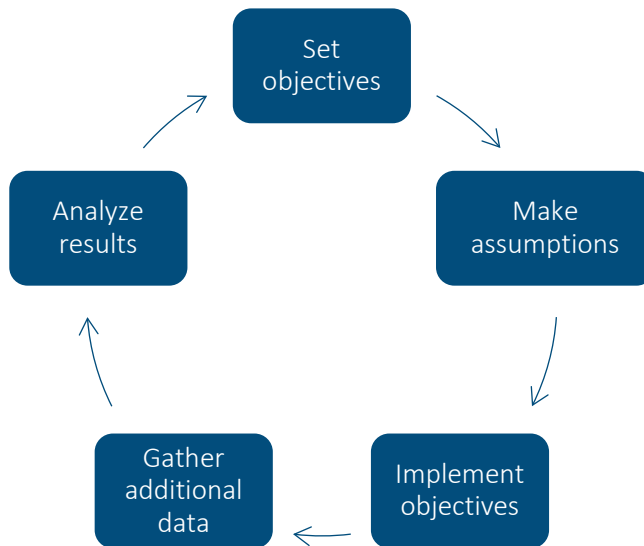 Set
objectives
Make
assumptions
Implement
objectives
Gather
additional
data
Analyze
results